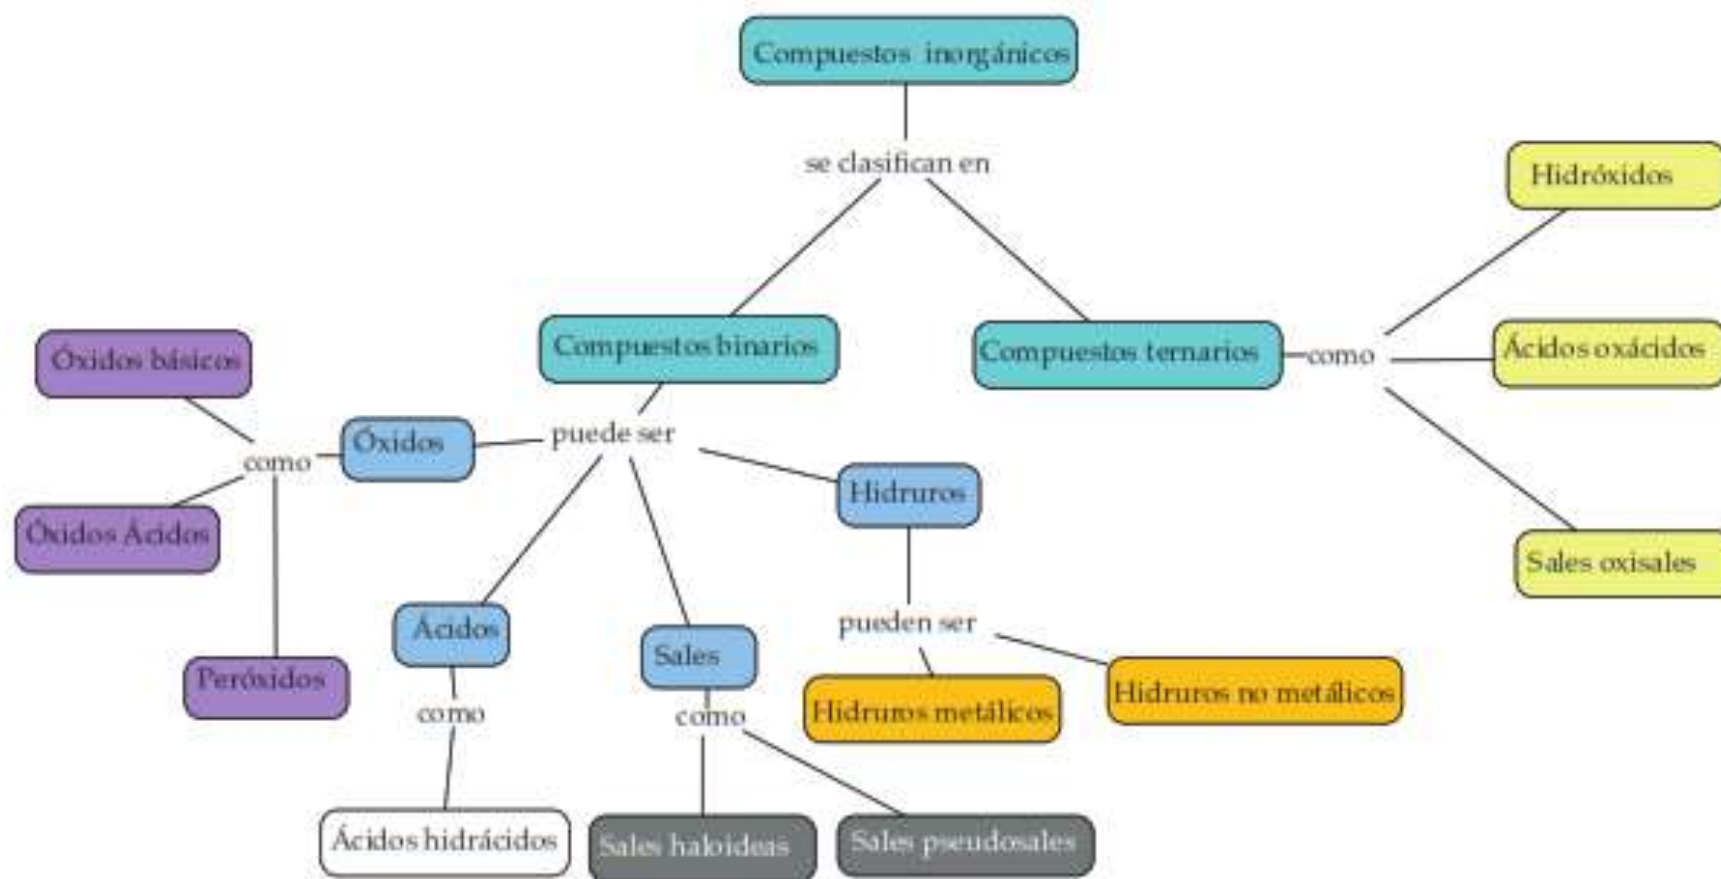 Compuestos inorgánicos
se clasifican en
Hidróxidos
Compuestos binarios
Compuestos ternarios
como
Ácidos oxácidos
Sales oxisales
Óxidos básicos
Óxidos
puede ser
como
Óxidos Ácidos
Peróxidos
Hidruros
Ácidos
Sales
pueden ser
como
como
Hidruros metálicos
Hidruros no metálicos
Ácidos hidrácidos
Sales haloideas
Sales pseudosales